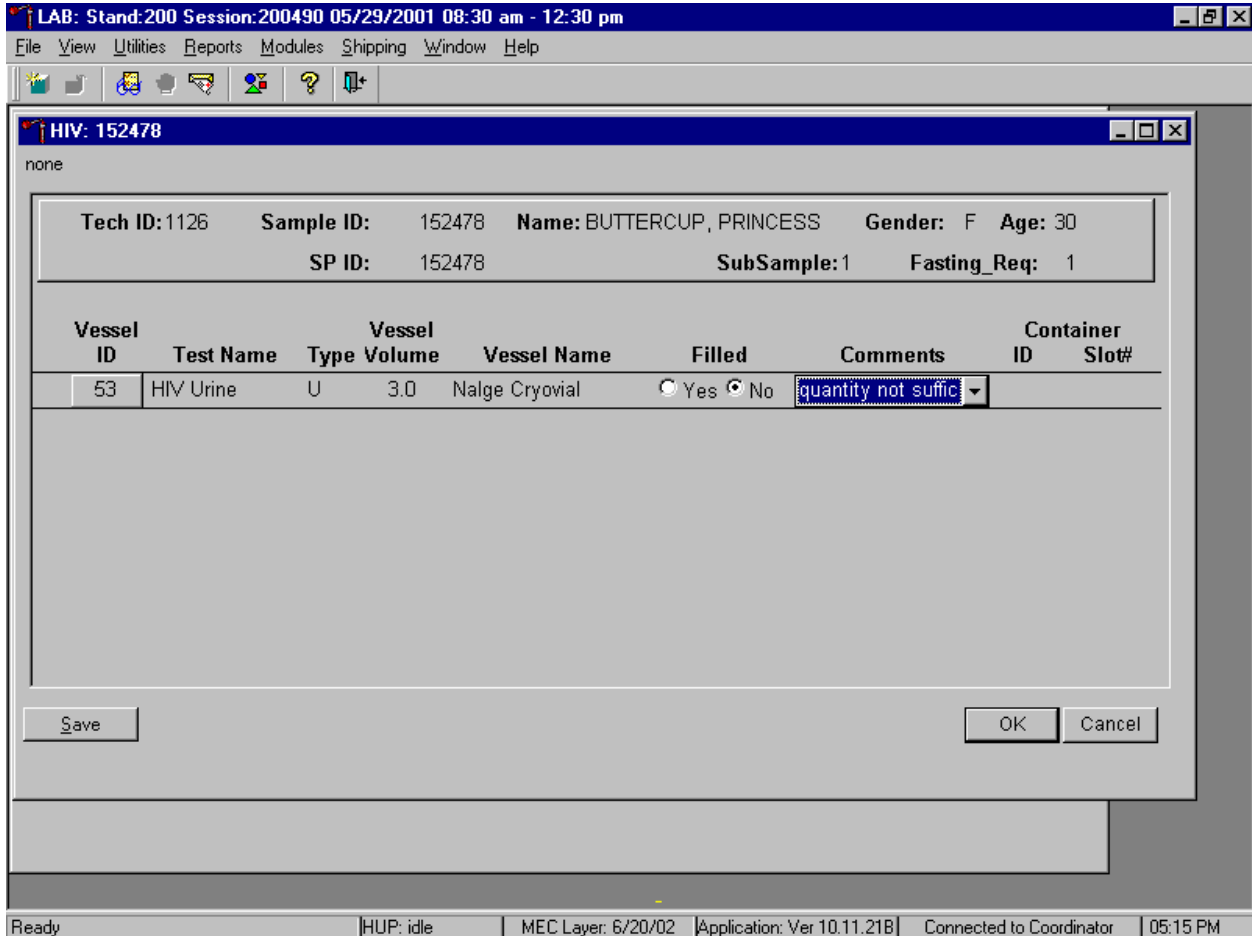 LAB: Stand:200 Session:200490 05/29/2001 08:30 am - 12:30 pm
File View Utilities Reports Modules Shipping Window Help
HIV: 152478
none
Tech ID: 1126 Sample ID: 152478 Name: BUTTERCUP, PRINCESS Gender: F Age: 30
SP ID: 152478 SubSample: 1 Fasting_Req: 1
Vessel Vessel Container
ID Test Name Type Volume Vessel Name Filled Comments ID Slot#
53 HIV Urine U 3.0 Nalge Cryovial Yes No quantity not suffic
Save OK Cancel
Ready HUP: idle MEC Layer: 6/20/02 Application: Ver 10.11.21B Connected to Coordinator 05:15 PM